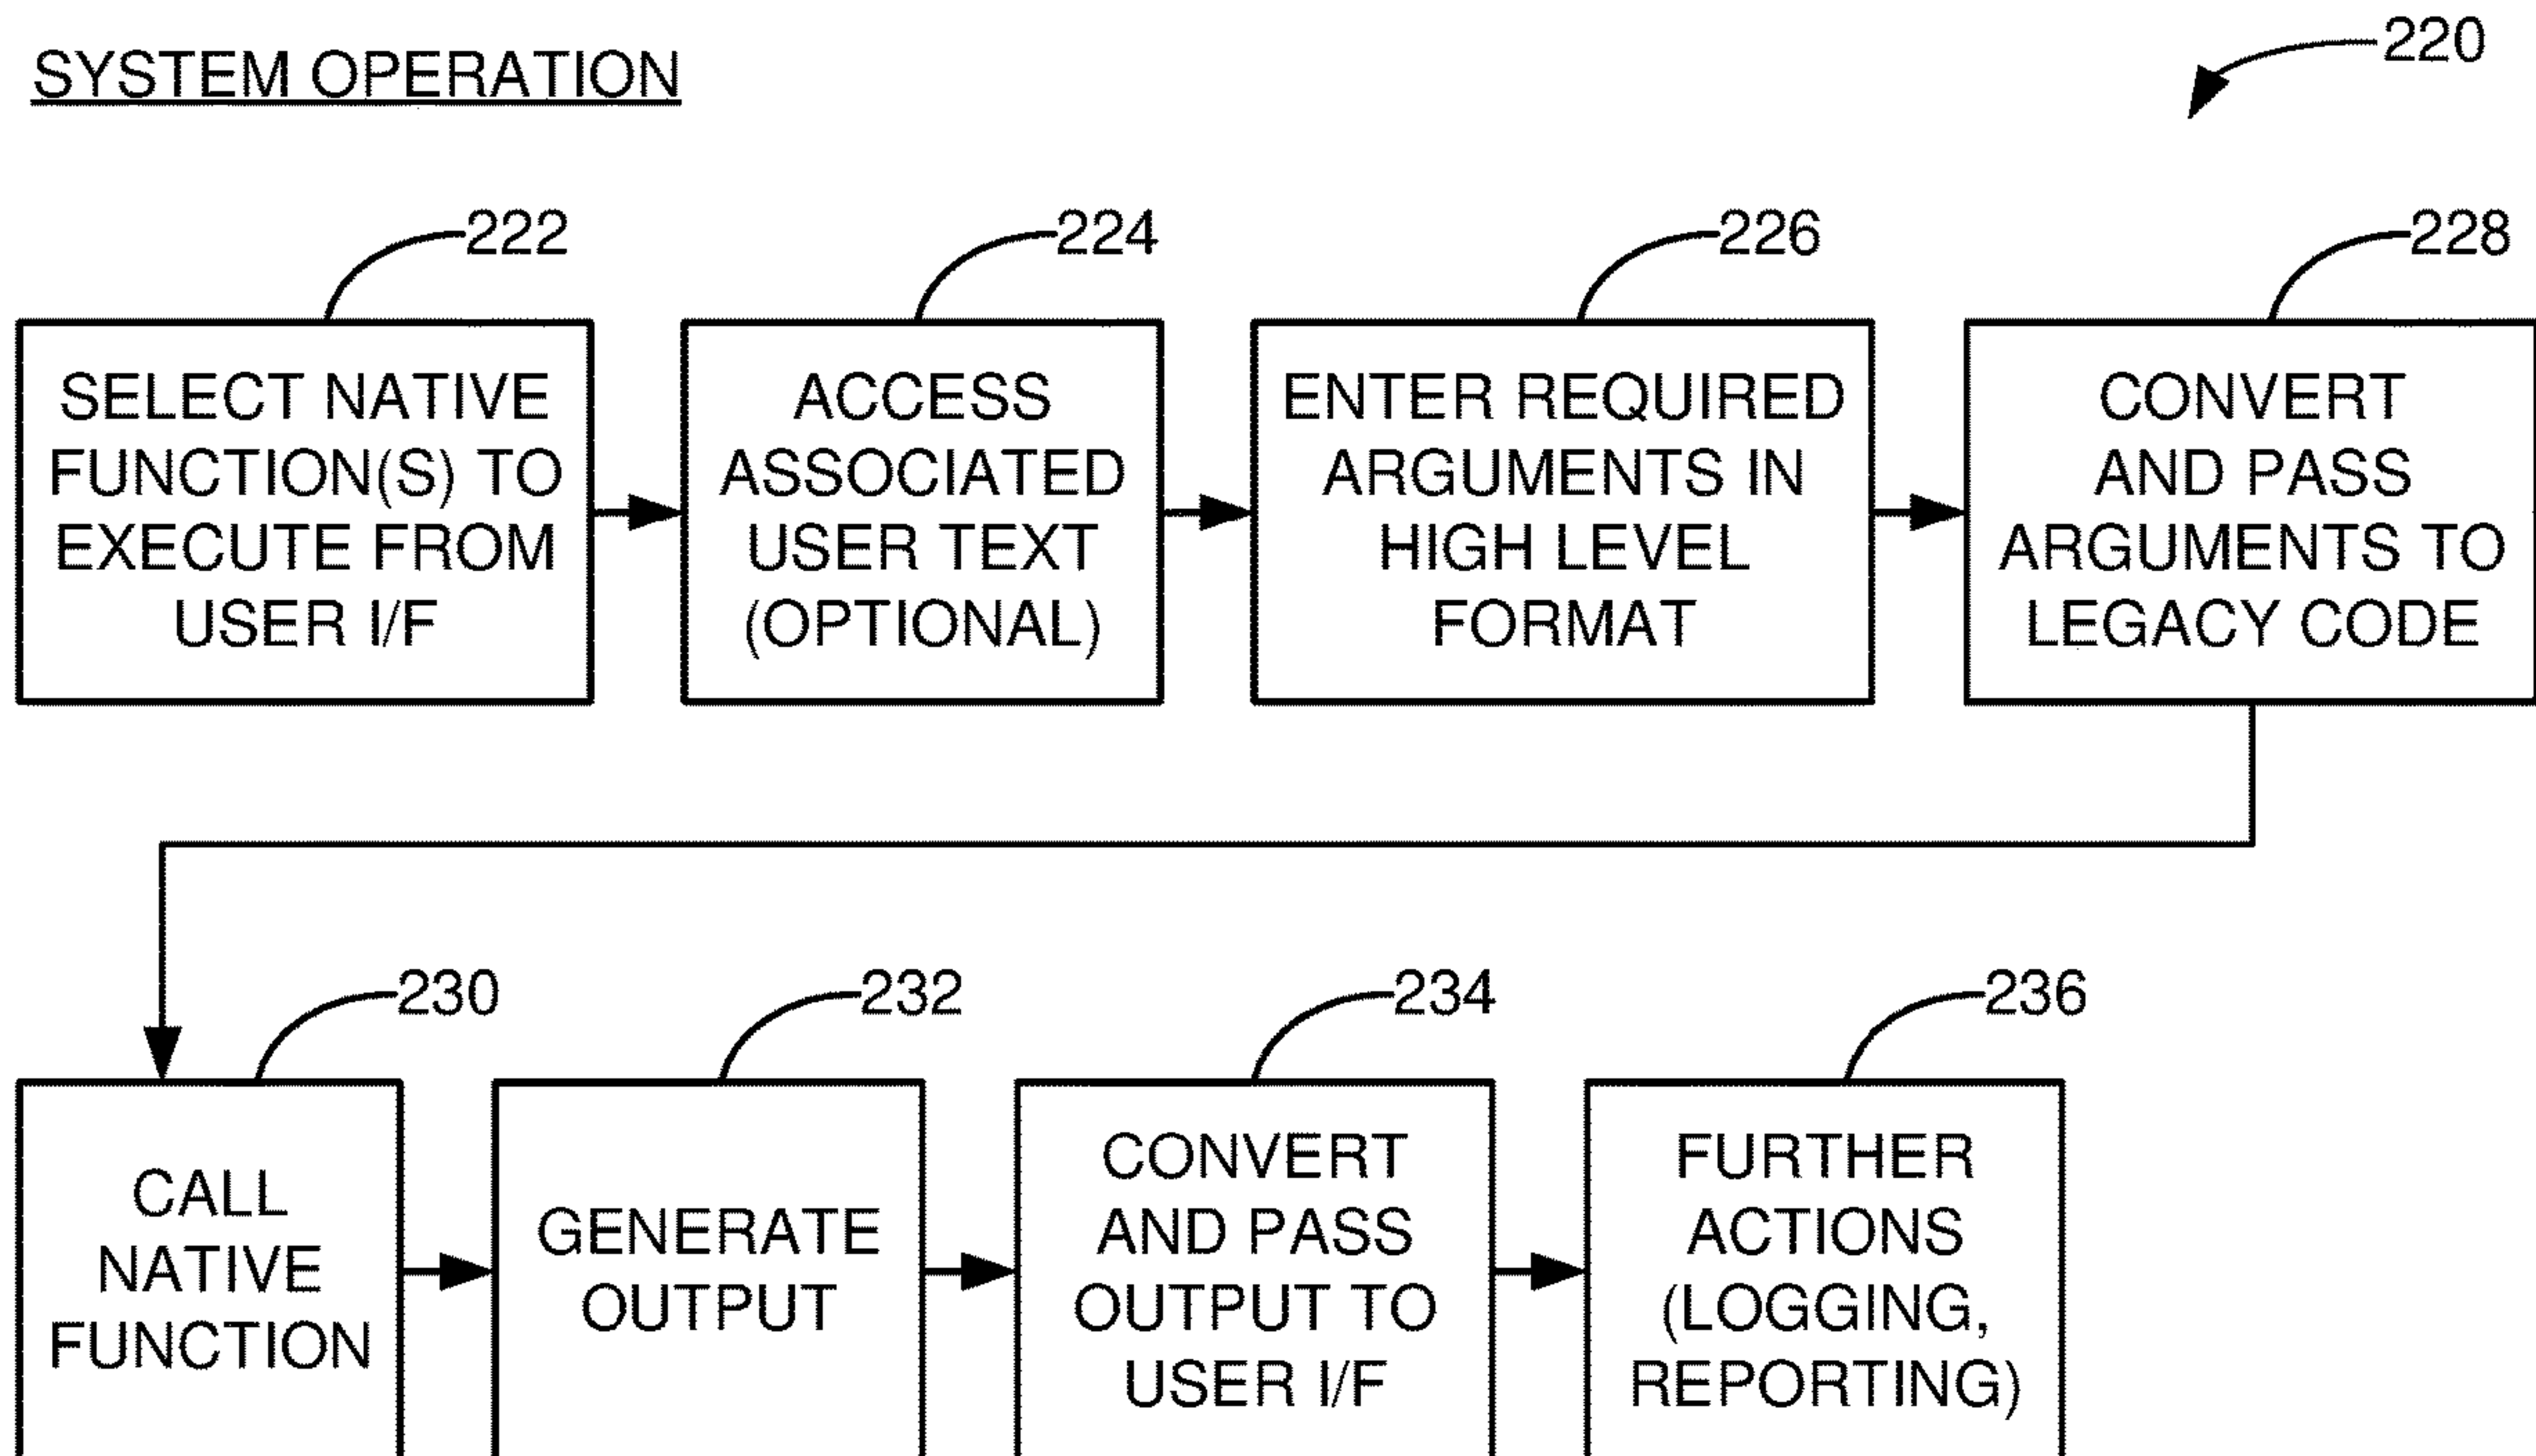 SYSTEM OPERATION
220
222
SELECT NATIVE
FUNCTION(S) TO
EXECUTE FROM
USER I/F
224
ACCESS
ASSOCIATED
USER TEXT
(OPTIONAL)
226
ENTER REQUIRED
ARGUMENTS IN
HIGH LEVEL
FORMAT
228
CONVERT
AND PASS
ARGUMENTS TO
LEGACY CODE
230
CALL
NATIVE
FUNCTION
232
GENERATE
OUTPUT
234
CONVERT
AND PASS
OUTPUT TO
USER I/F
236
FURTHER
ACTIONS
(LOGGING,
REPORTING)